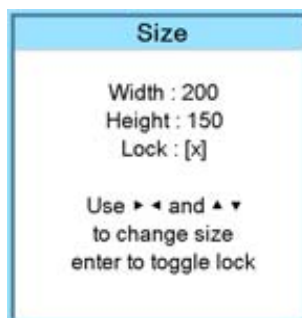 Size
Width : 200
Height : 150
Lock : [x]
Use ► ◄ and ▲ ▼
to change size
enter to toggle lock